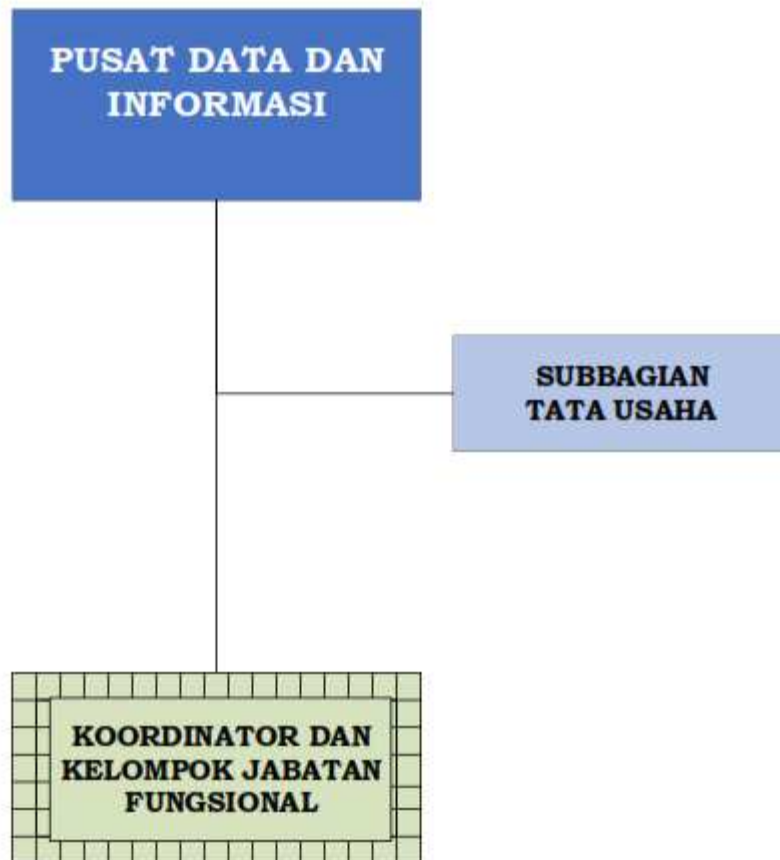 PUSAT DATA DAN
INFORMASI
SUBBAGIAN
TATA USAHA
KOORDINATOR DAN
KELOMPOK JABATAN
FUNGSIONAL